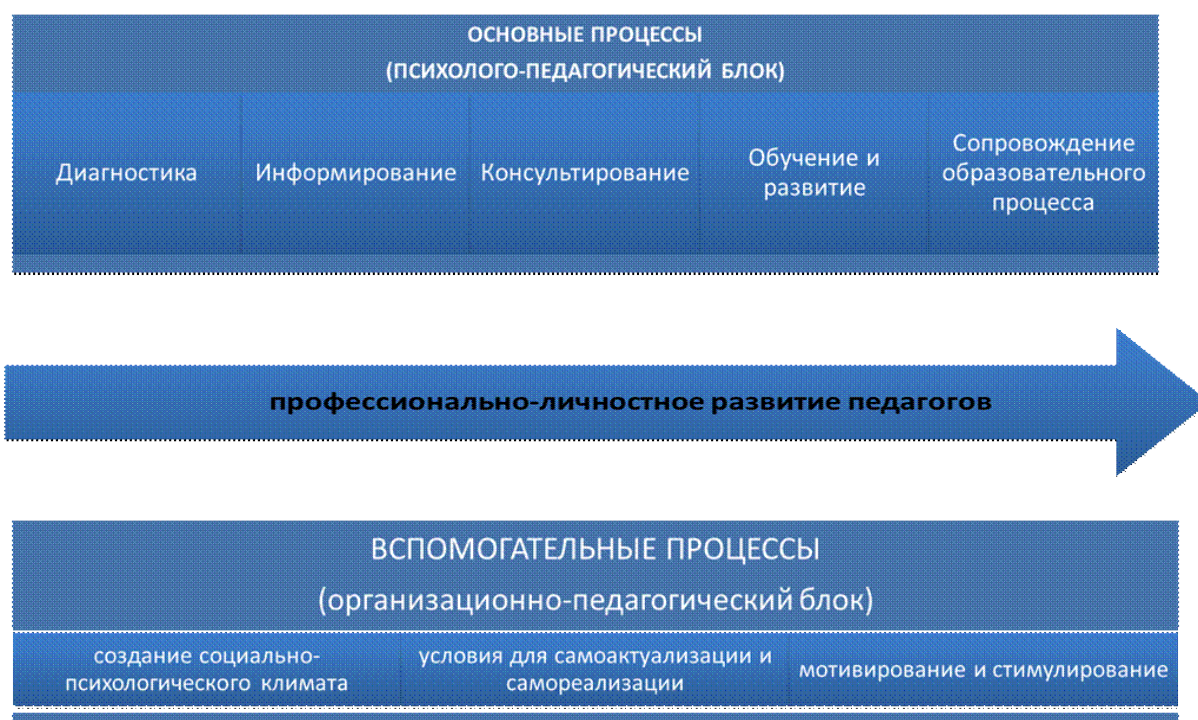 ОСНОВНЫЕ ПРОЦЕССЫ
(ПСИХОЛОГО-ПЕДАГОГИЧЕСКИЙ БЛОК)
Диагностика
Информирование
Консультирование
Обучение и
развитие
Сопровождение
образовательного
процесса
профессионально-личностное развитие педагогов
ВСПОМОГАТЕЛЬНЫЕ ПРОЦЕССЫ
(организационно-педагогический блок)
создание социально-
психологического климата
условия для самоактуализации и
самореализации
мотивирование и стимулирование